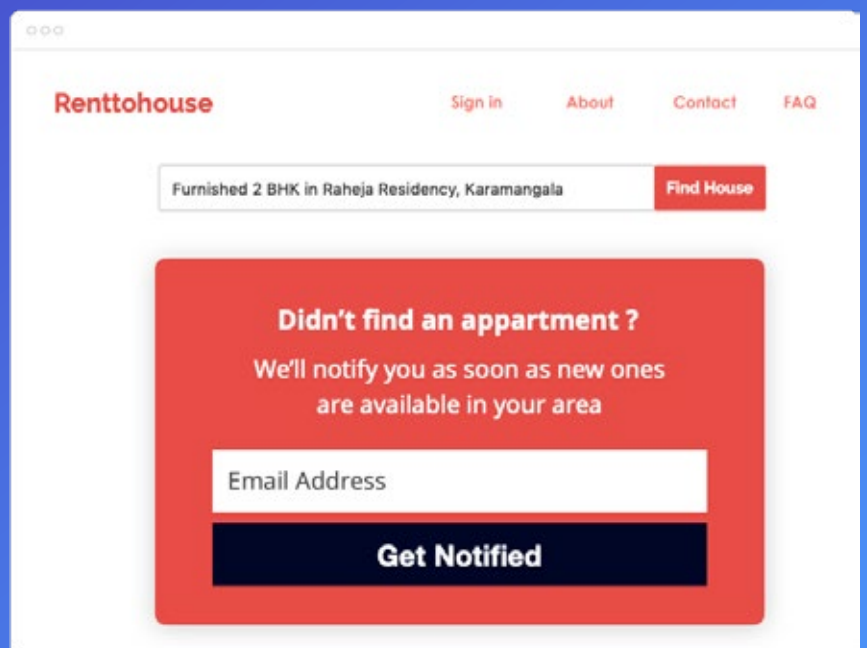 Renttohouse Sign in About Contact FAQ
Furnished 2 BHK in Raheja Residency, Karamangala Find House
Didn't find an appartment ?
We'll notify you as soon as new ones
are available in your area
Email Address
Get Notified